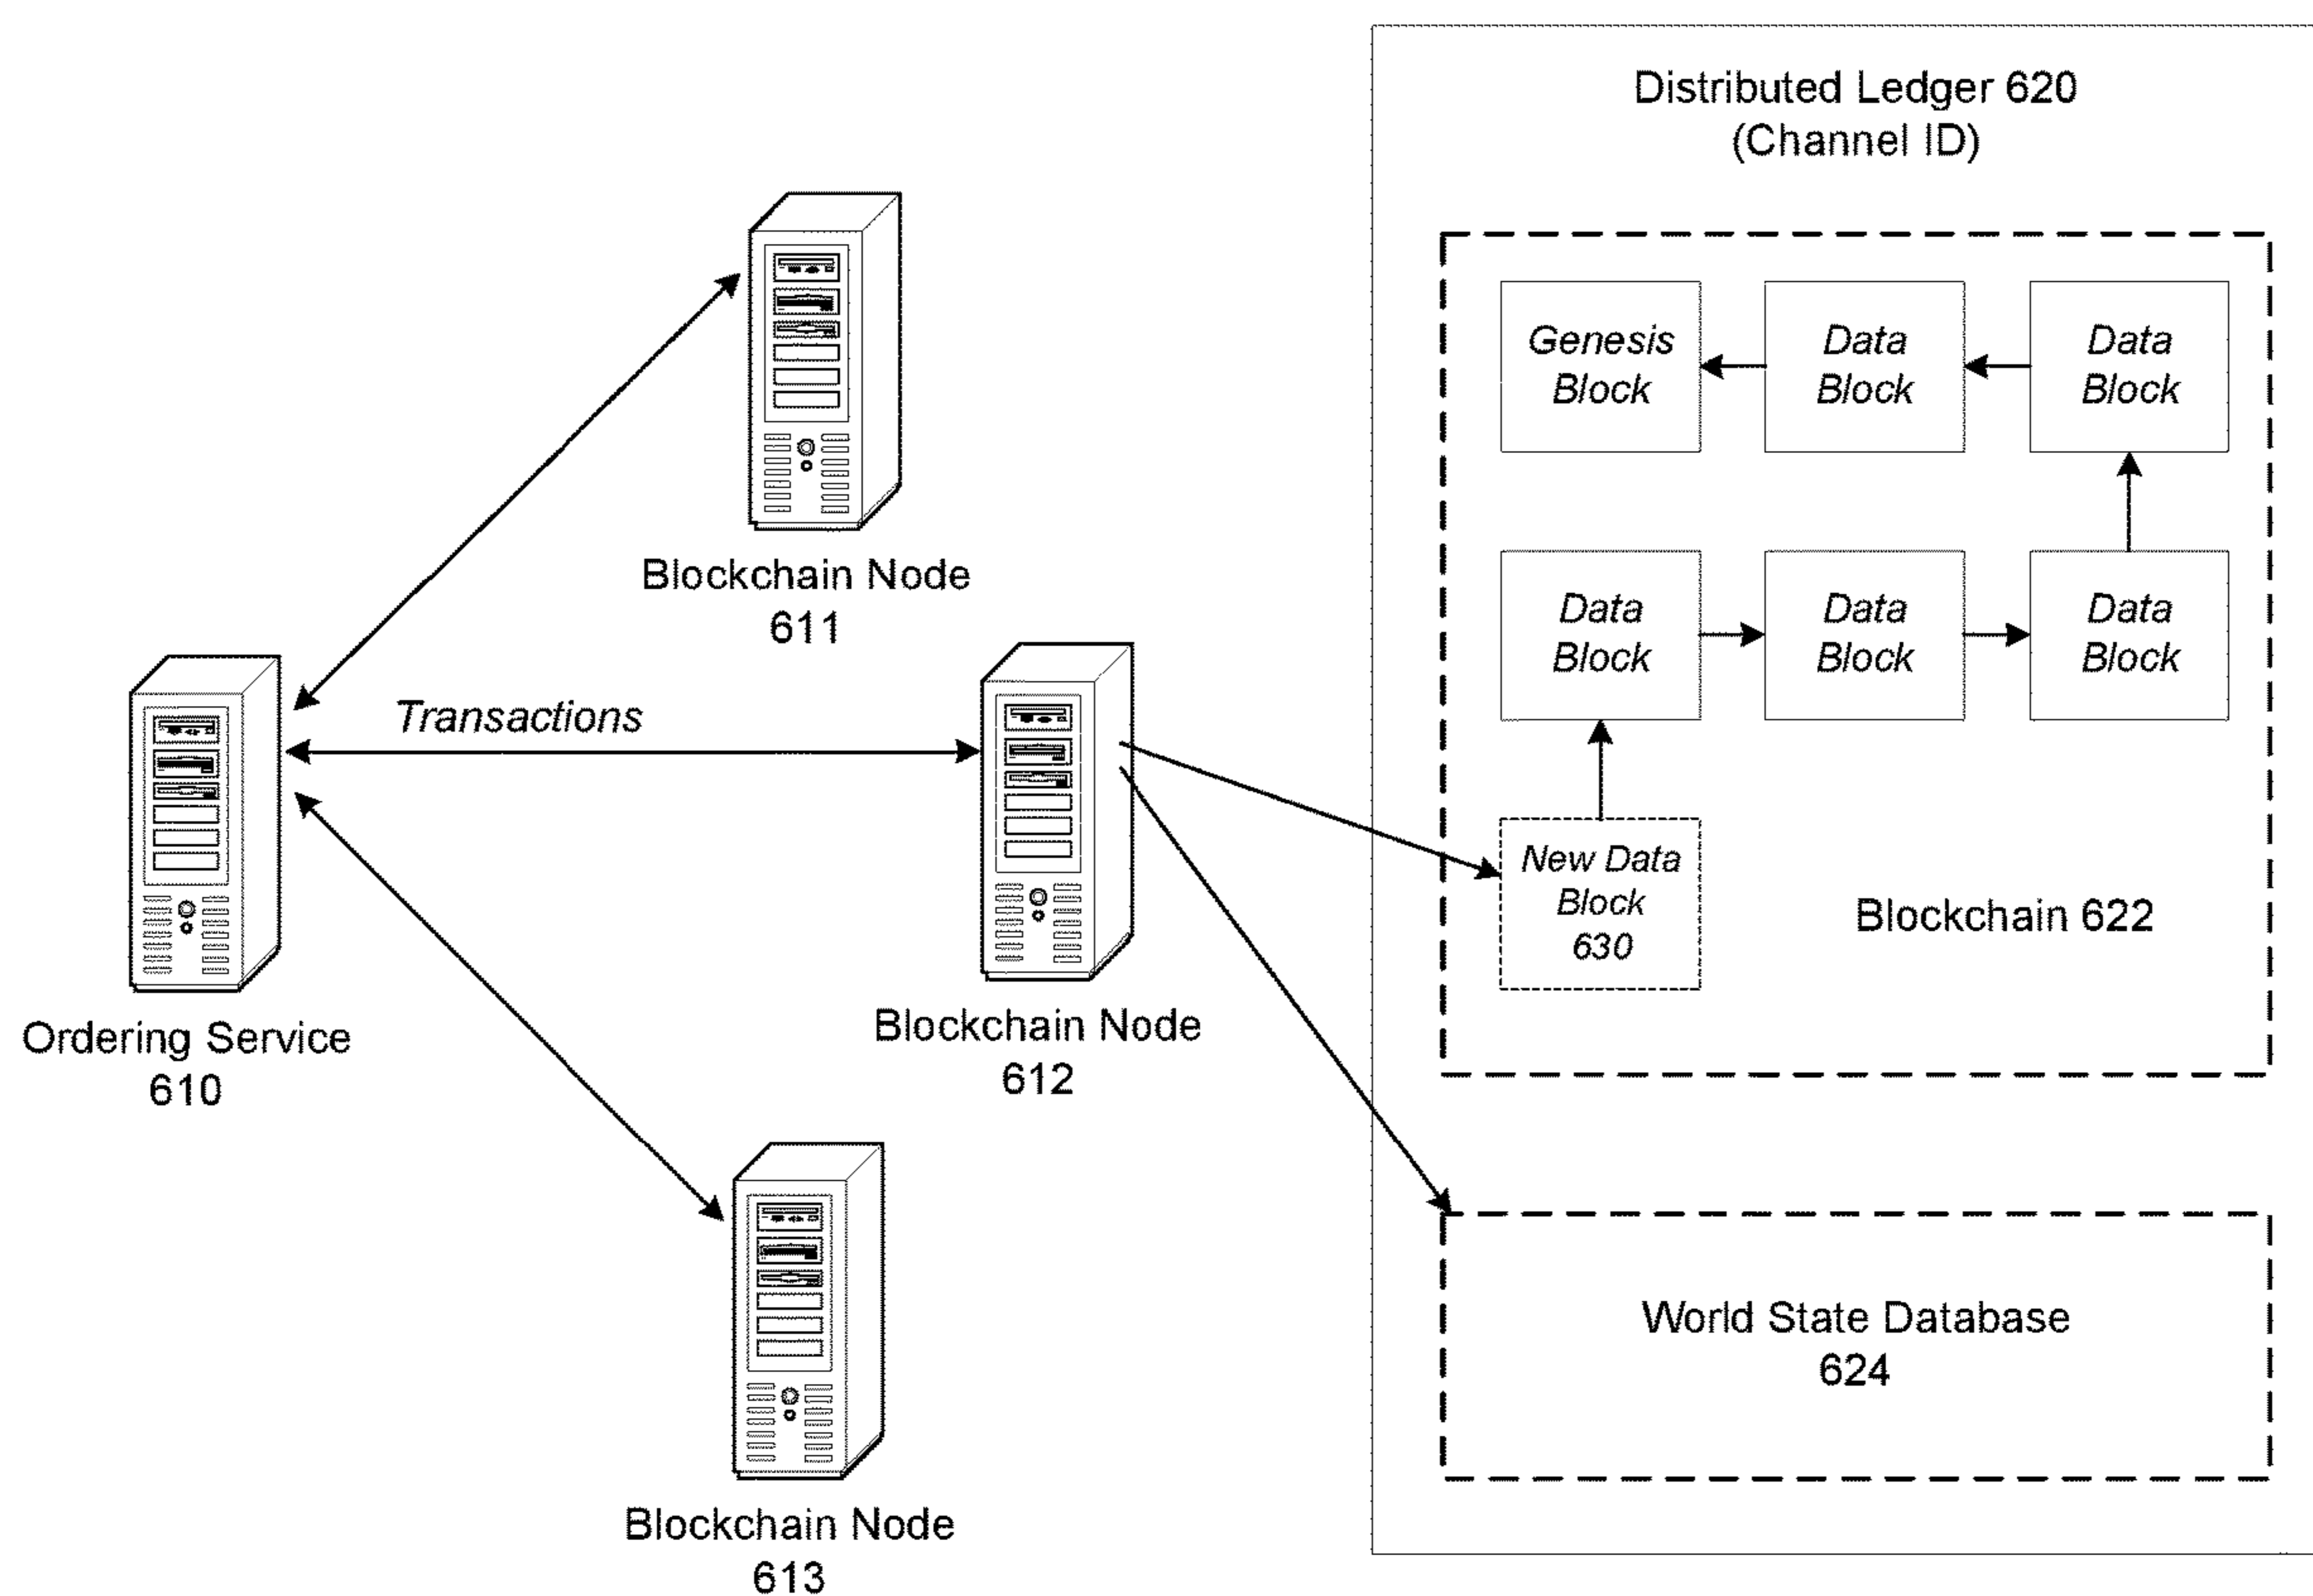 Distributed Ledger 620
(Channel ID)
Genesis
Block
Data
Block
Data
Block
Blockchain Node
611
Data
Block
Data
Block
Data
Block
Transactions
New Data
Block
630
Blockchain 622
Ordering Service
610
Blockchain Node
612
World State Database
624
Blockchain Node
613